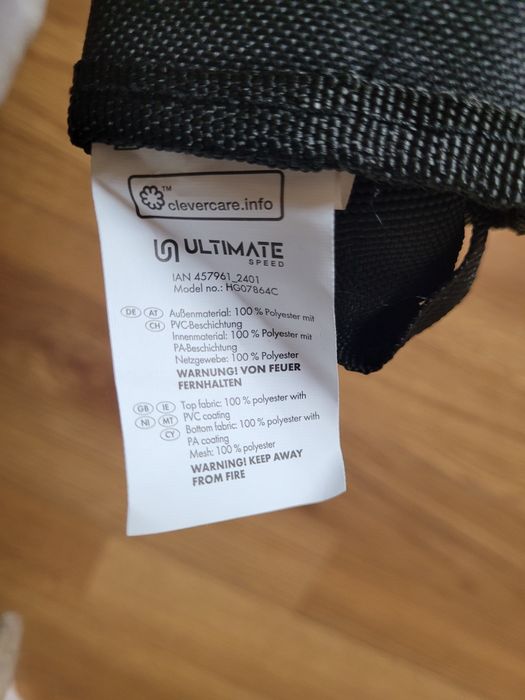 TM
clevercare.info
ULTIMATE
SPEED
IAN 457961_2401
Model no.: HG07864C
DE AT Außenmaterial: 100 % Polyester mit
CH PVC-Beschichtung
Innenmaterial: 100 % Polyester mit
PA-Beschichtung
Netzgewebe: 100 % Polyester
WARNUNG! VON FEUER
FERNHALTEN
GB IE Top fabric: 100 % polyester with
NI MT PVC coating
CY Bottom fabric: 100 % polyester with
PA coating
Mesh: 100 % polyester
WARNING! KEEP AWAY
FROM FIRE